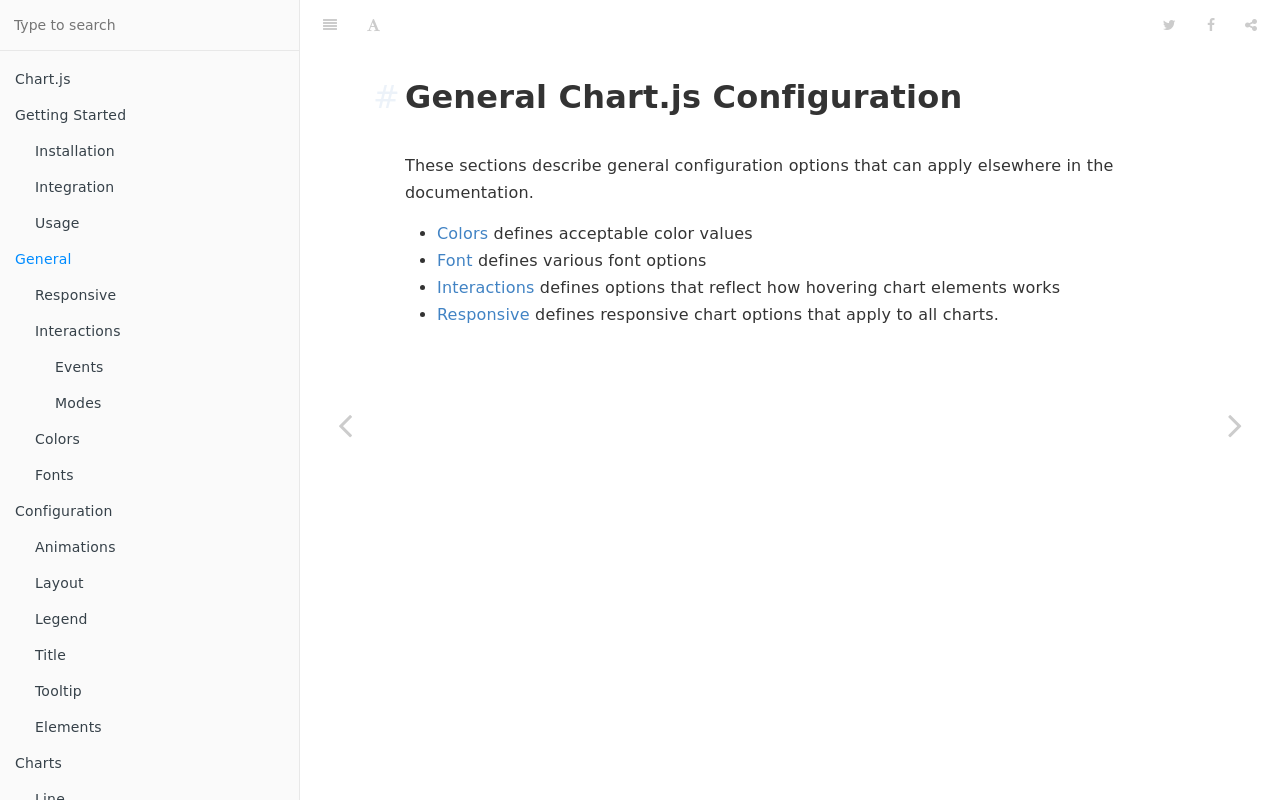 Type to search
Chart.js
Getting Started
Installation
Integration
Usage
General
Responsive
Interactions
Events
Modes
Colors
Fonts
Configuration
Animations
Layout
Legend
Title
Tooltip
Elements
Charts
Line
A
# General Chart.js Configuration
These sections describe general configuration options that can apply elsewhere in the
documentation.
• Colors defines acceptable color values
• Font defines various font options
• Interactions defines options that reflect how hovering chart elements works
• Responsive defines responsive chart options that apply to all charts.